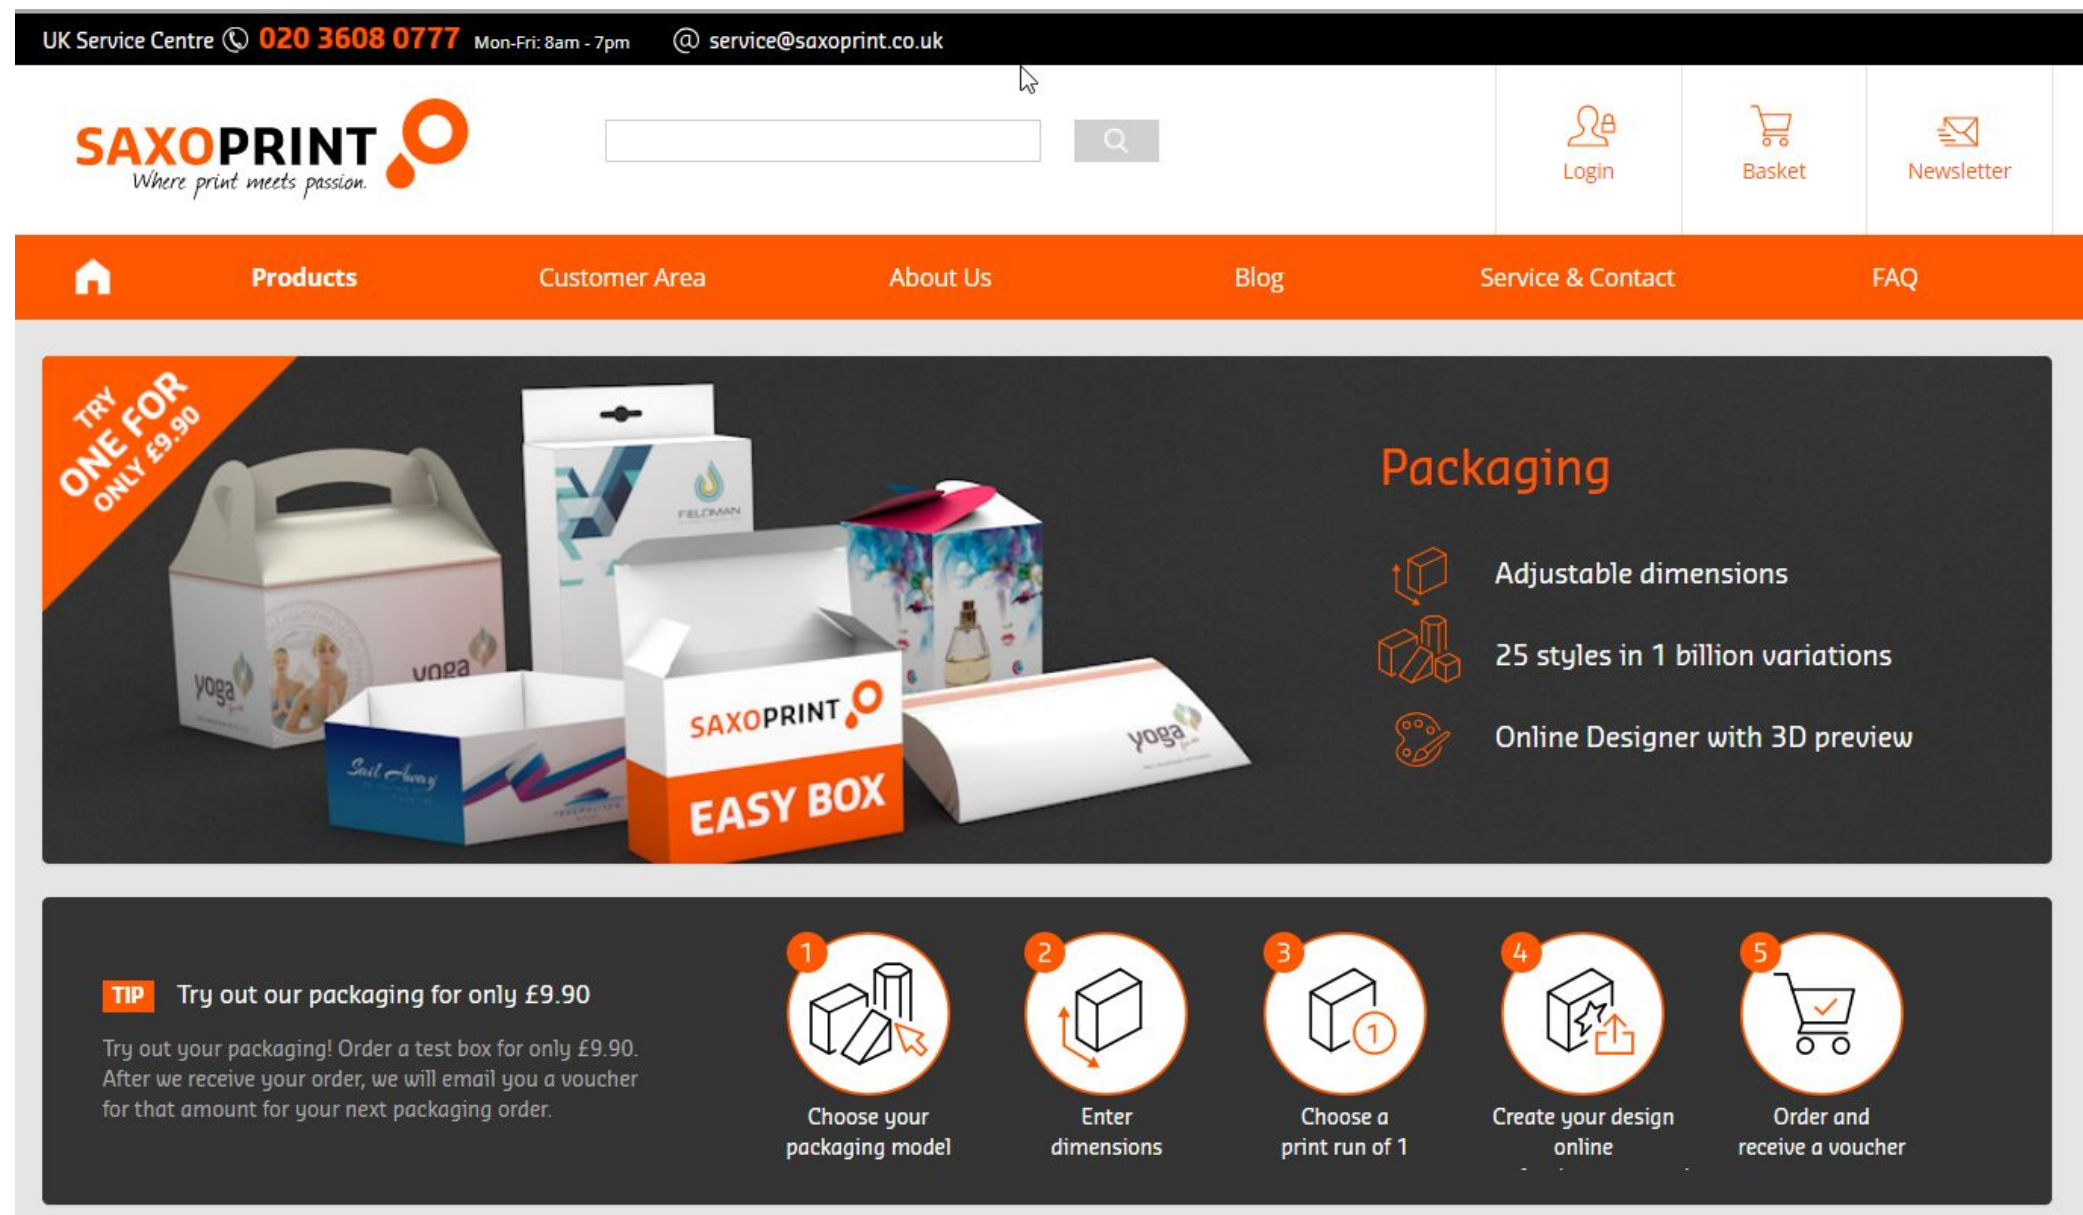 UK Service Centre 020 3608 0777 Mon-Fri: 8am - 7pm @ service@saxoprint.co.uk
SAXOPRINT
Where print meets passion.
Login
Basket
Newsletter
Products
Customer Area
About Us
Blog
Service & Contact
FAQ
TRY
ONE FOR
ONLY £9.90
FIELDMAN
yoga
yoga
Sail Away
SAXOPRINT
EASY BOX
yoga
Packaging
Adjustable dimensions
25 styles in 1 billion variations
Online Designer with 3D preview
TIP Try out our packaging for only £9.90
Try out your packaging! Order a test box for only £9.90.
After we receive your order, we will email you a voucher
for that amount for your next packaging order.
1
Choose your
packaging model
2
Enter
dimensions
3
1
Choose a
print run of 1
4
Create your design
online
5
Order and
receive a voucher